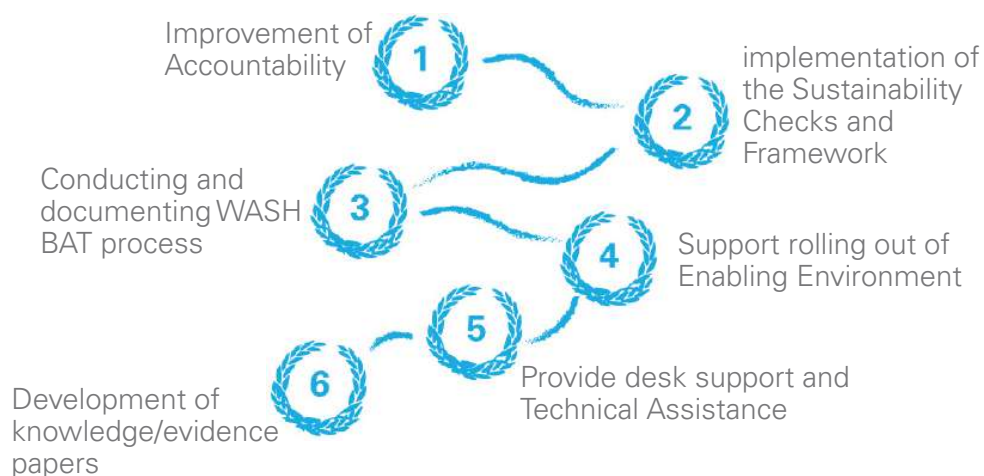 1
Improvement of
Accountability
2
implementation of
the Sustainability
Checks and
Framework
3
Conducting and
documenting WASH
BAT process
4
Support rolling out of
Enabling Environment
5
Provide desk support and
Technical Assistance
6
Development of
knowledge/evidence
papers